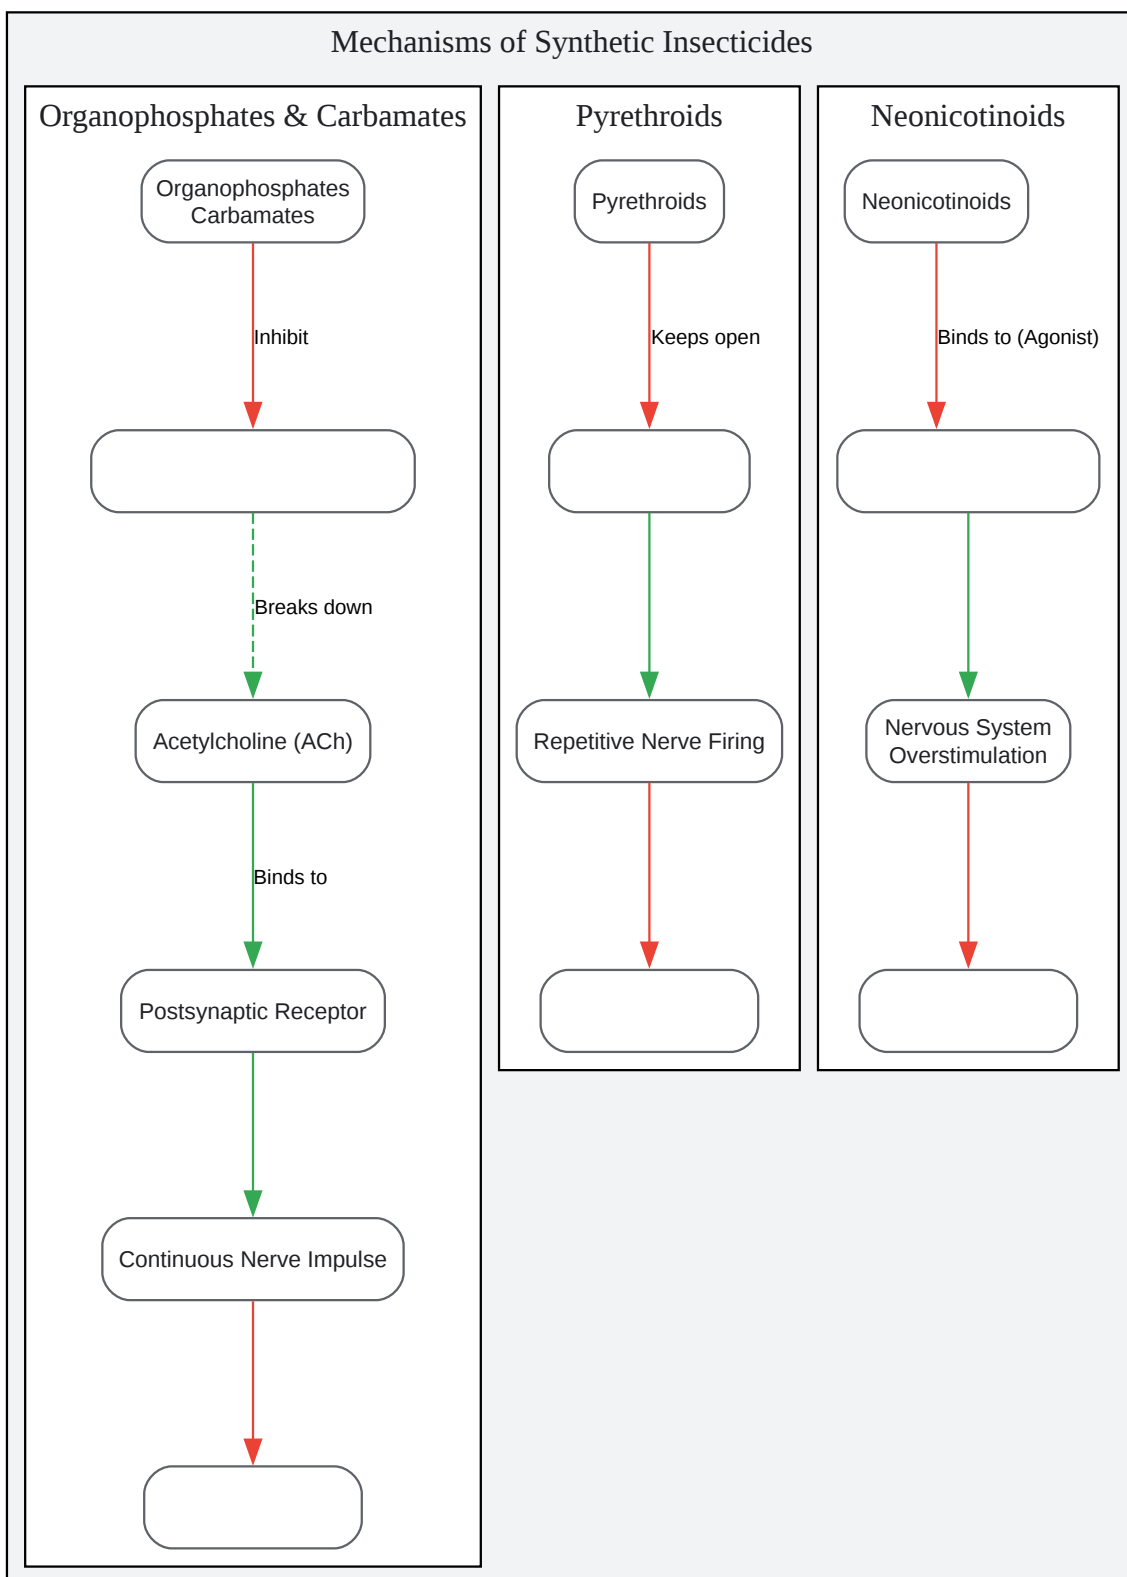 Mechanisms of Synthetic Insecticides
Organophosphates & Carbamates
Organophosphates
Carbamates
Inhibit
Breaks down
Acetylcholine (ACh)
Binds to
Postsynaptic Receptor
Continuous Nerve Impulse
Pyrethroids
Pyrethroids
Keeps open
Repetitive Nerve Firing
Neonicotinoids
Neonicotinoids
Binds to (Agonist)
Nervous System
Overstimulation